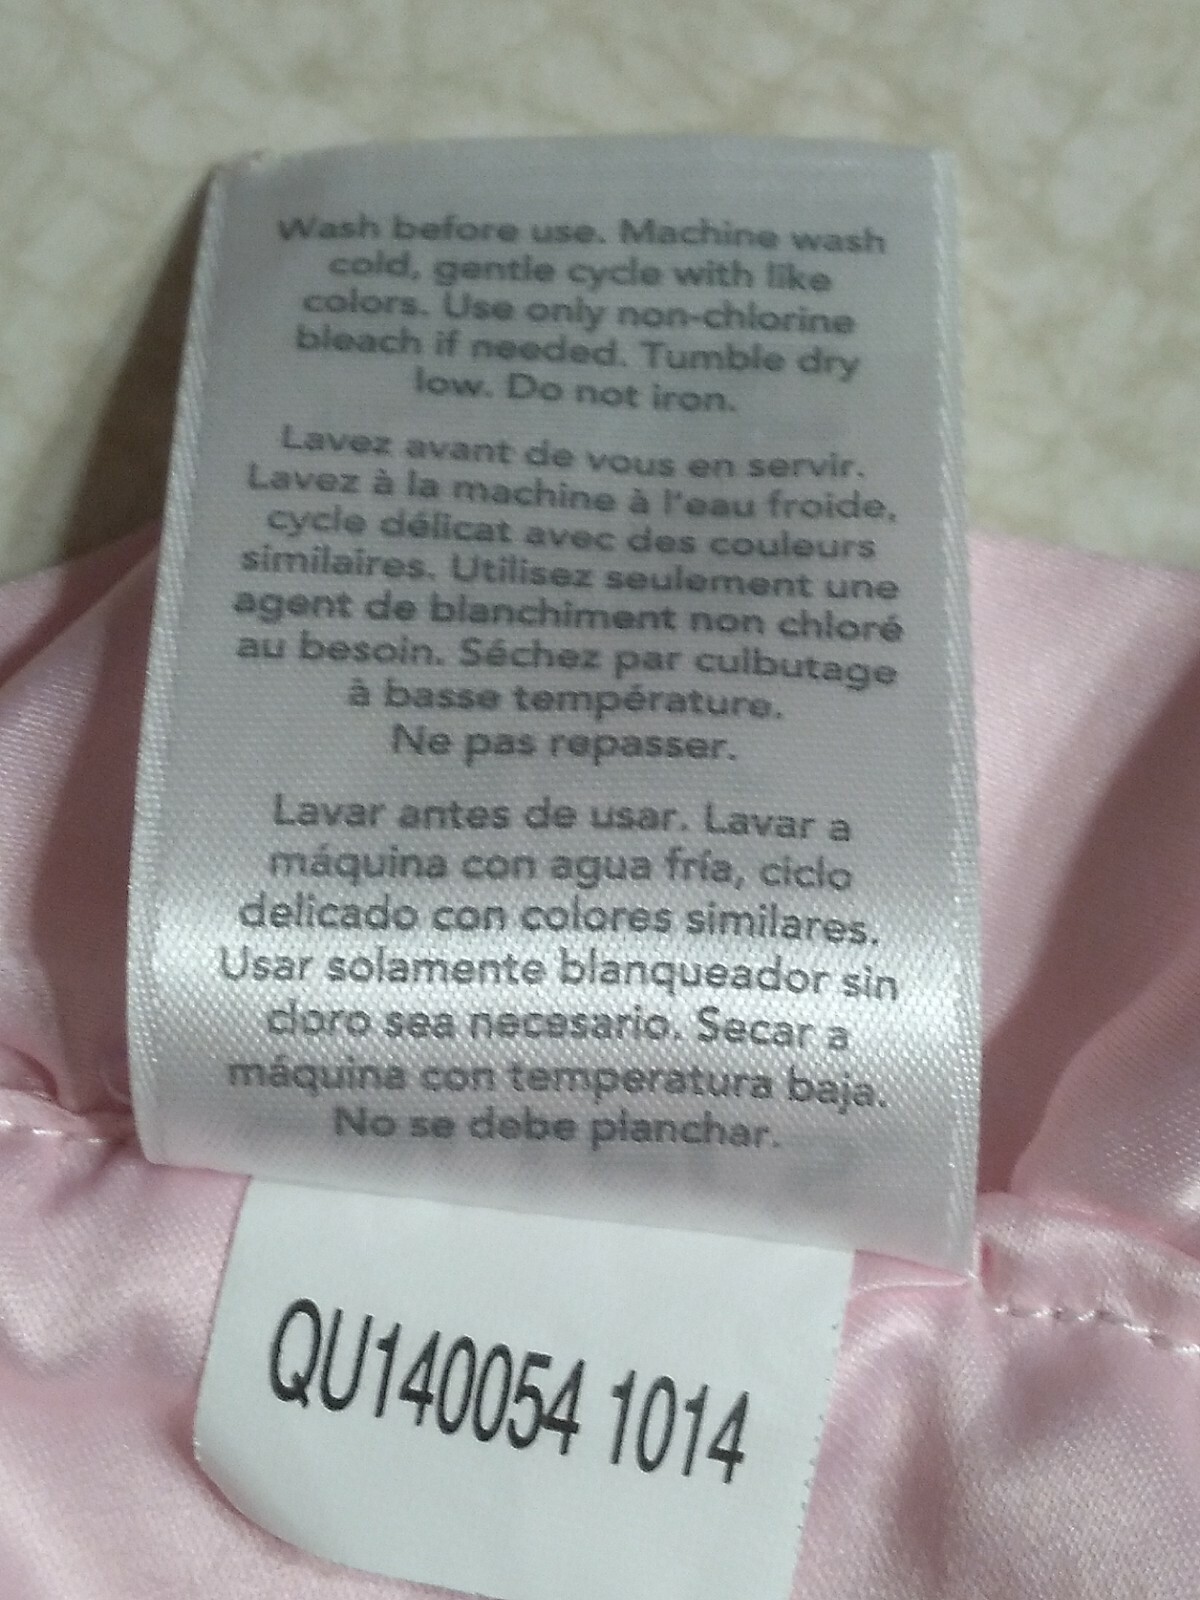 Wash before use. Machine wash
cold, gentle cycle with like
colors. Use only non-chlorine
bleach if needed. Tumble dry
low. Do not iron.
Lavez avant de vous en servir.
Lavez à la machine à l'eau froide,
cycle délicat avec des couleurs
similaires. Utilisez seulement une
agent de blanchiment non chloré
au besoin. Séchez par culbutage
à basse température.
Ne pas repasser.
Lavar antes de usar. Lavar a
máquina con agua fría, ciclo
delicado con colores similares.
Usar solamente blanqueador sin
cloro sea necesario. Secar a
máquina con temperatura baja.
No se debe planchar.
QU140054 1014